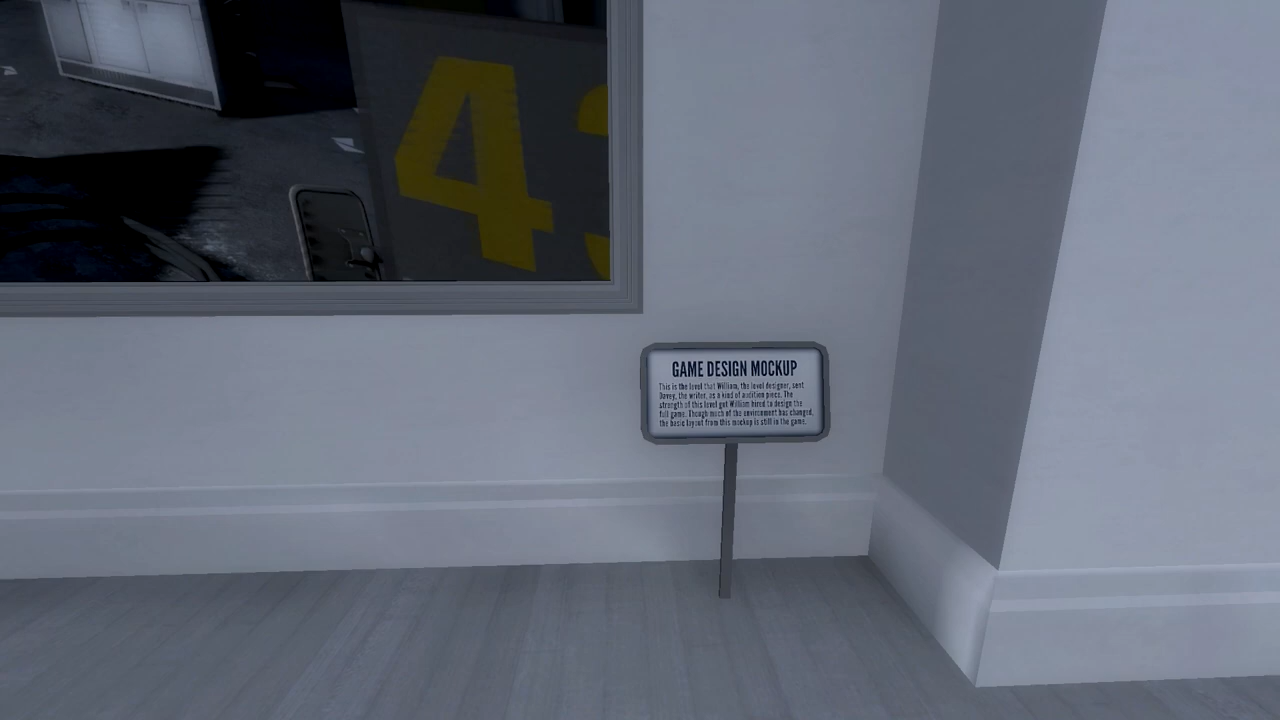 4
GAME DESIGN MOCKUP
This is the level that William, the level designer, sent
Davey, the writer, as a kind of audition piece. The
strength of this level got William hired to design the
full game. Though much of the environment has changed,
the basic layout from this mockup is still in the game.